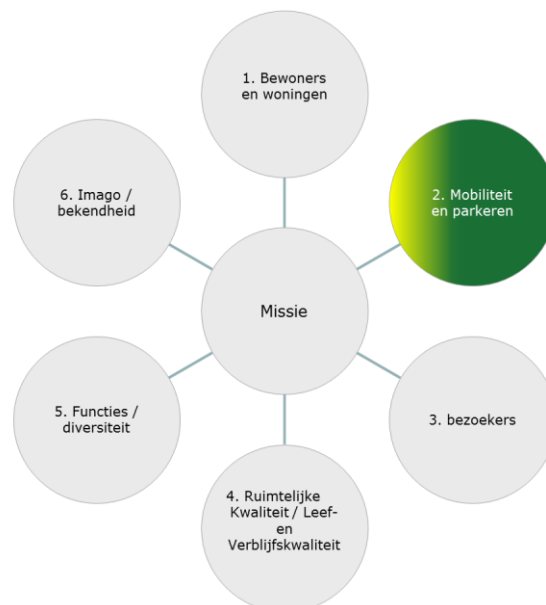 1. Bewoners
en woningen
2. Mobiliteit
en parkeren
3. bezoekers
4. Ruimtelijke
Kwaliteit / Leef-
en
Verblijfskwaliteit
5. Functies /
diversiteit
6. Imago /
bekendheid
Missie